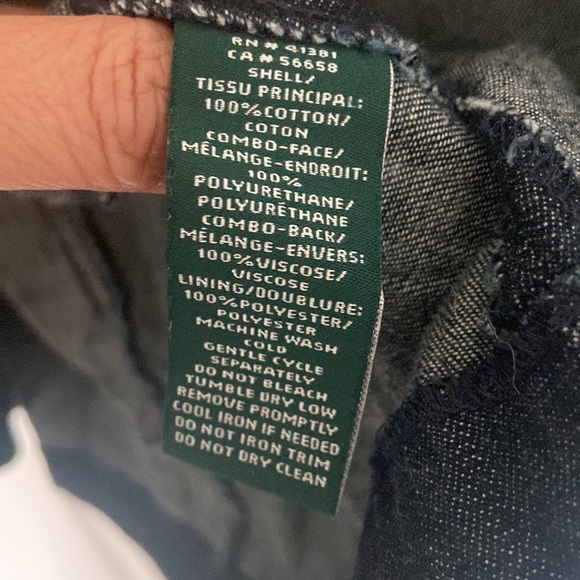 RN # 41381
CA # 56658
SHELL/
TISSU PRINCIPAL:
100%COTTON/
COTON
COMBO-FACE/
MÉLANGE-ENDROIT:
100%
POLYURETHANE/
POLYURÉTHANE
COMBO-BACK/
MÉLANGE-ENVERS:
100%VISCOSE/
VISCOSE
LINING/DOUBLURE:
100%POLYESTER/
POLYESTER
MACHINE WASH
COLD
GENTLE CYCLE
SEPARATELY
DO NOT BLEACH
TUMBLE DRY LOW
REMOVE PROMPTLY
COOL IRON IF NEEDED
DO NOT IRON TRIM
DO NOT DRY CLEAN